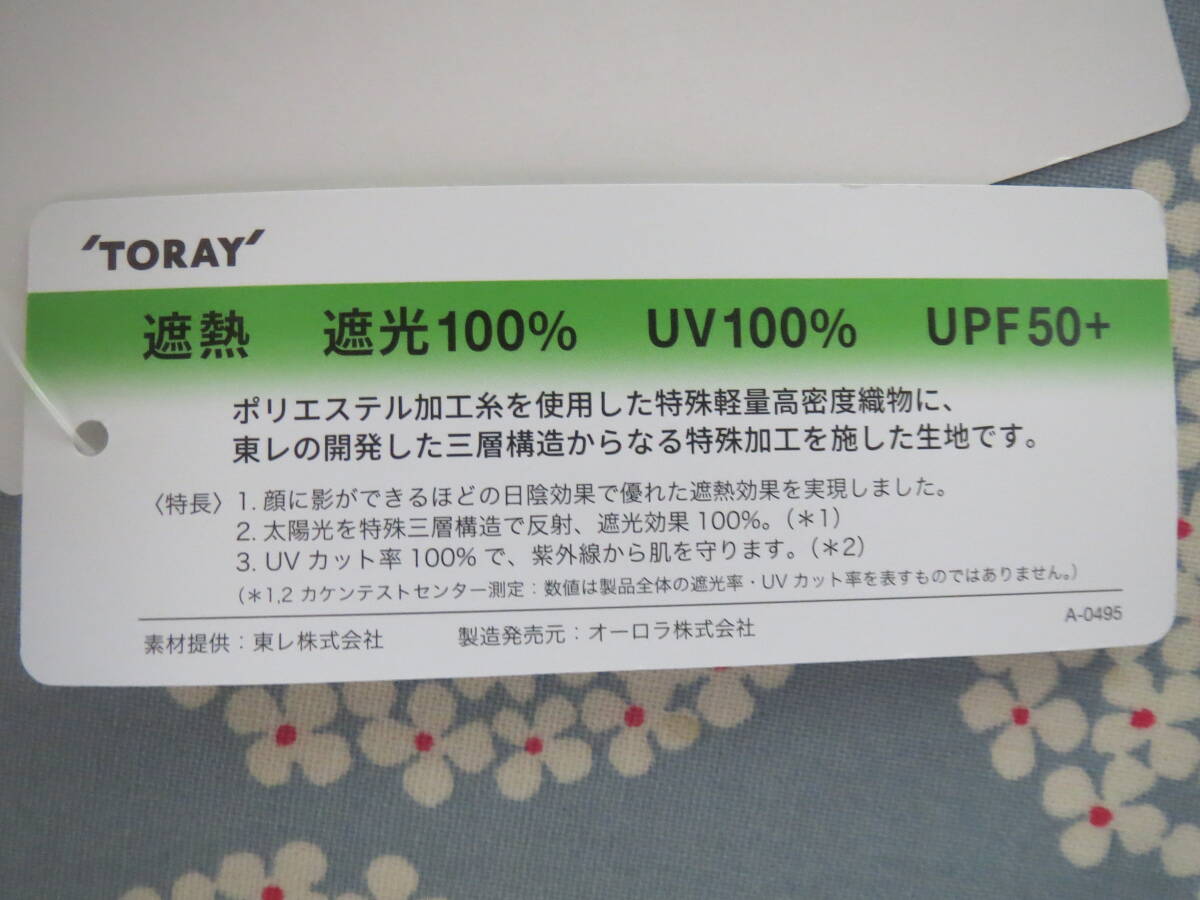 'TORAY'
遮熱 遮光100% UV100% UPF50+
ポリエステル加工糸を使用した特殊軽量高密度織物に、
東レの開発した三層構造からなる特殊加工を施した生地です。
〈特長〉1. 顔に影ができるほどの日陰効果で優れた遮熱効果を実現しました。
2. 太陽光を特殊三層構造で反射、遮光効果100%。(＊1)
3. UVカット率100%で、紫外線から肌を守ります。(＊2)
(＊1,2 カケンテストセンター測定：数値は製品全体の遮光率・UVカット率を表すものではありません。)
A-0495
素材提供：東レ株式会社 製造発売元：オーロラ株式会社